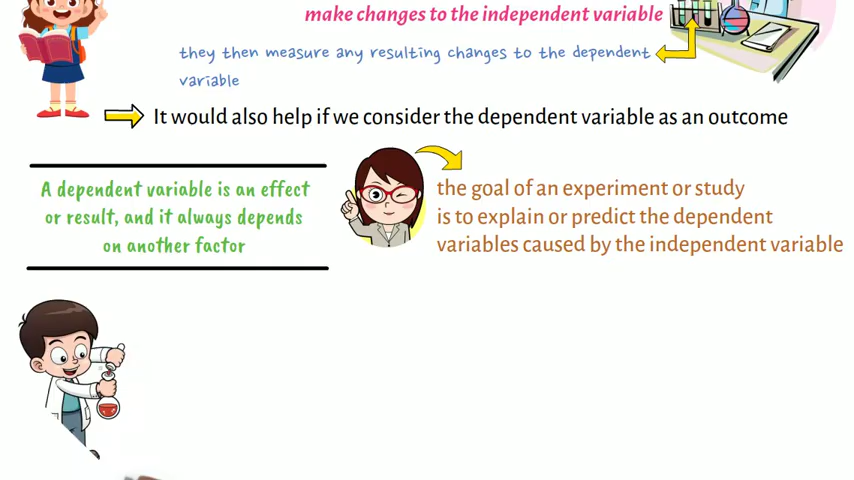 make changes to the independent variable
they then measure any resulting changes to the dependent
variable
It would also help if we consider the dependent variable as an outcome
A dependent variable is an effect
or result, and it always depends
on another factor
the goal of an experiment or study
is to explain or predict the dependent
variables caused by the independent variable